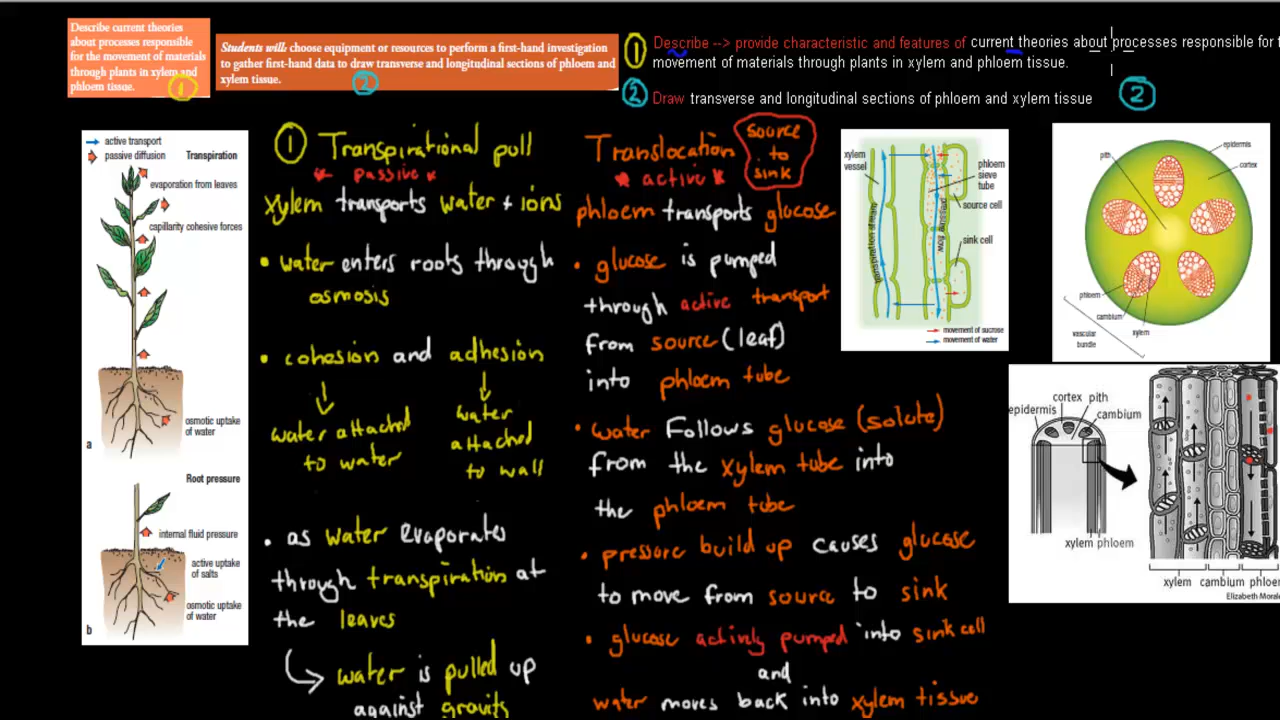 Describe current theories
about processes responsible
for the movement of materials
through plants in xylem and
phloem tissue.
1
Students will: choose equipment or resources to perform a first-hand investigation
to gather first-hand data to draw transverse and longitudinal sections of phloem and
xylem tissue.
2
1 Describe --> provide characteristic and features of current theories about processes responsible for t
movement of materials through plants in xylem and phloem tissue.
2 Draw transverse and longitudinal sections of phloem and xylem tissue 2
active transport
passive diffusion Transpiration
evaporation from leaves
capillarity cohesive forces
osmotic uptake
of water
a
Root pressure
internal fluid pressure
active uptake
of salts
osmotic uptake
of water
b
1 Transpirational pull
* passive *
xylem transports water + ions
• water enters roots through
osmosis
• cohesion and adhesion
water attached
to water
water
attached
to wall
• as water evaporates
through transpiration at
the leaves
water is pulled up
against gravity
Translocation
source
to
sink
* active *
phloem transports glucose
• glucose is pumped
through active transport
from source (leaf)
into phloem tube
• water follows glucose (solute)
from the xylem tube into
the phloem tube
• pressure build up causes glucose
to move from source to sink
• glucose actively pumped into sink cell
and
water moves back into xylem tissue
xylem
vessel
phloem
sieve
tube
source cell
sink cell
transpiration stream
pressure flow
movement of sucrose
movement of water
pith
epidermis
cortex
phloem
cambium
xylem
vascular
bundle
epidermis
cortex
pith
cambium
xylem phloem
xylem cambium phloem
Elizabeth Morale